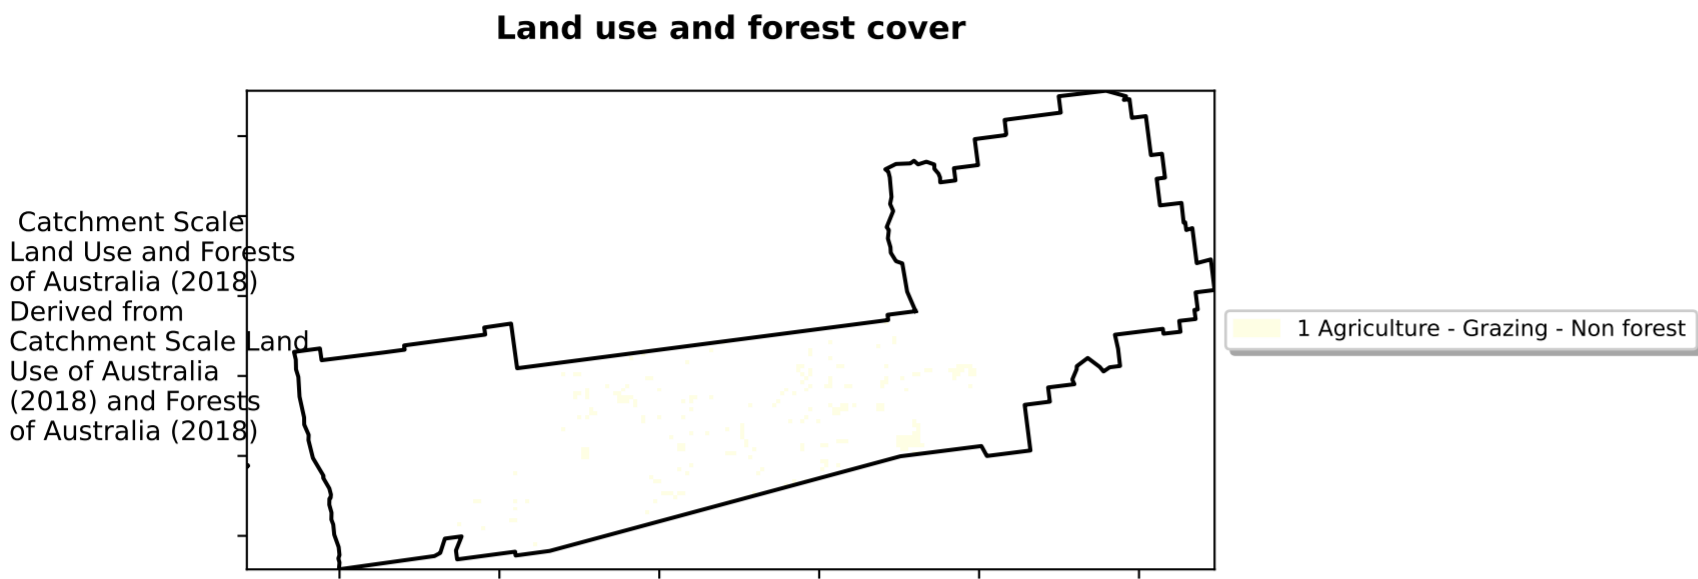 Land use and forest cover
Catchment Scale
Land Use and Forests
of Australia (2018)
Derived from
Catchment Scale Land
Use of Australia
(2018) and Forests
of Australia (2018)
1 Agriculture - Grazing - Non forest